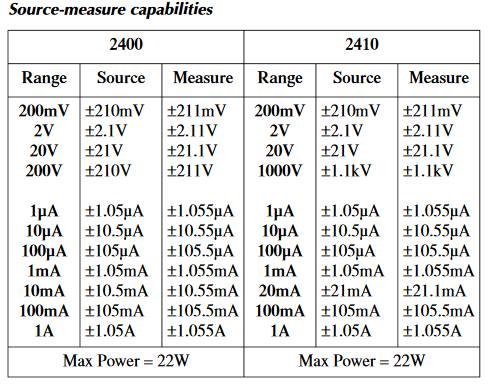 Source-measure capabilities
2400 2410
Range Source Measure Range Source Measure
200mV ±210mV ±211mV 200mV ±210mV ±211mV
2V ±2.1V ±2.11V 2V ±2.1V ±2.11V
20V ±21V ±21.1V 20V ±21V ±21.1V
200V ±210V ±211V 1000V ±1.1kV ±1.1kV
1µA ±1.05µA ±1.055µA 1µA ±1.05µA ±1.055µA
10µA ±10.5µA ±10.55µA 10µA ±10.5µA ±10.55µA
100µA ±105µA ±105.5µA 100µA ±105µA ±105.5µA
1mA ±1.05mA ±1.055mA 1mA ±1.05mA ±1.055mA
10mA ±10.5mA ±10.55mA 20mA ±21mA ±21.1mA
100mA ±105mA ±105.5mA 100mA ±105mA ±105.5mA
1A ±1.05A ±1.055A 1A ±1.05A ±1.055A
Max Power = 22W Max Power = 22W